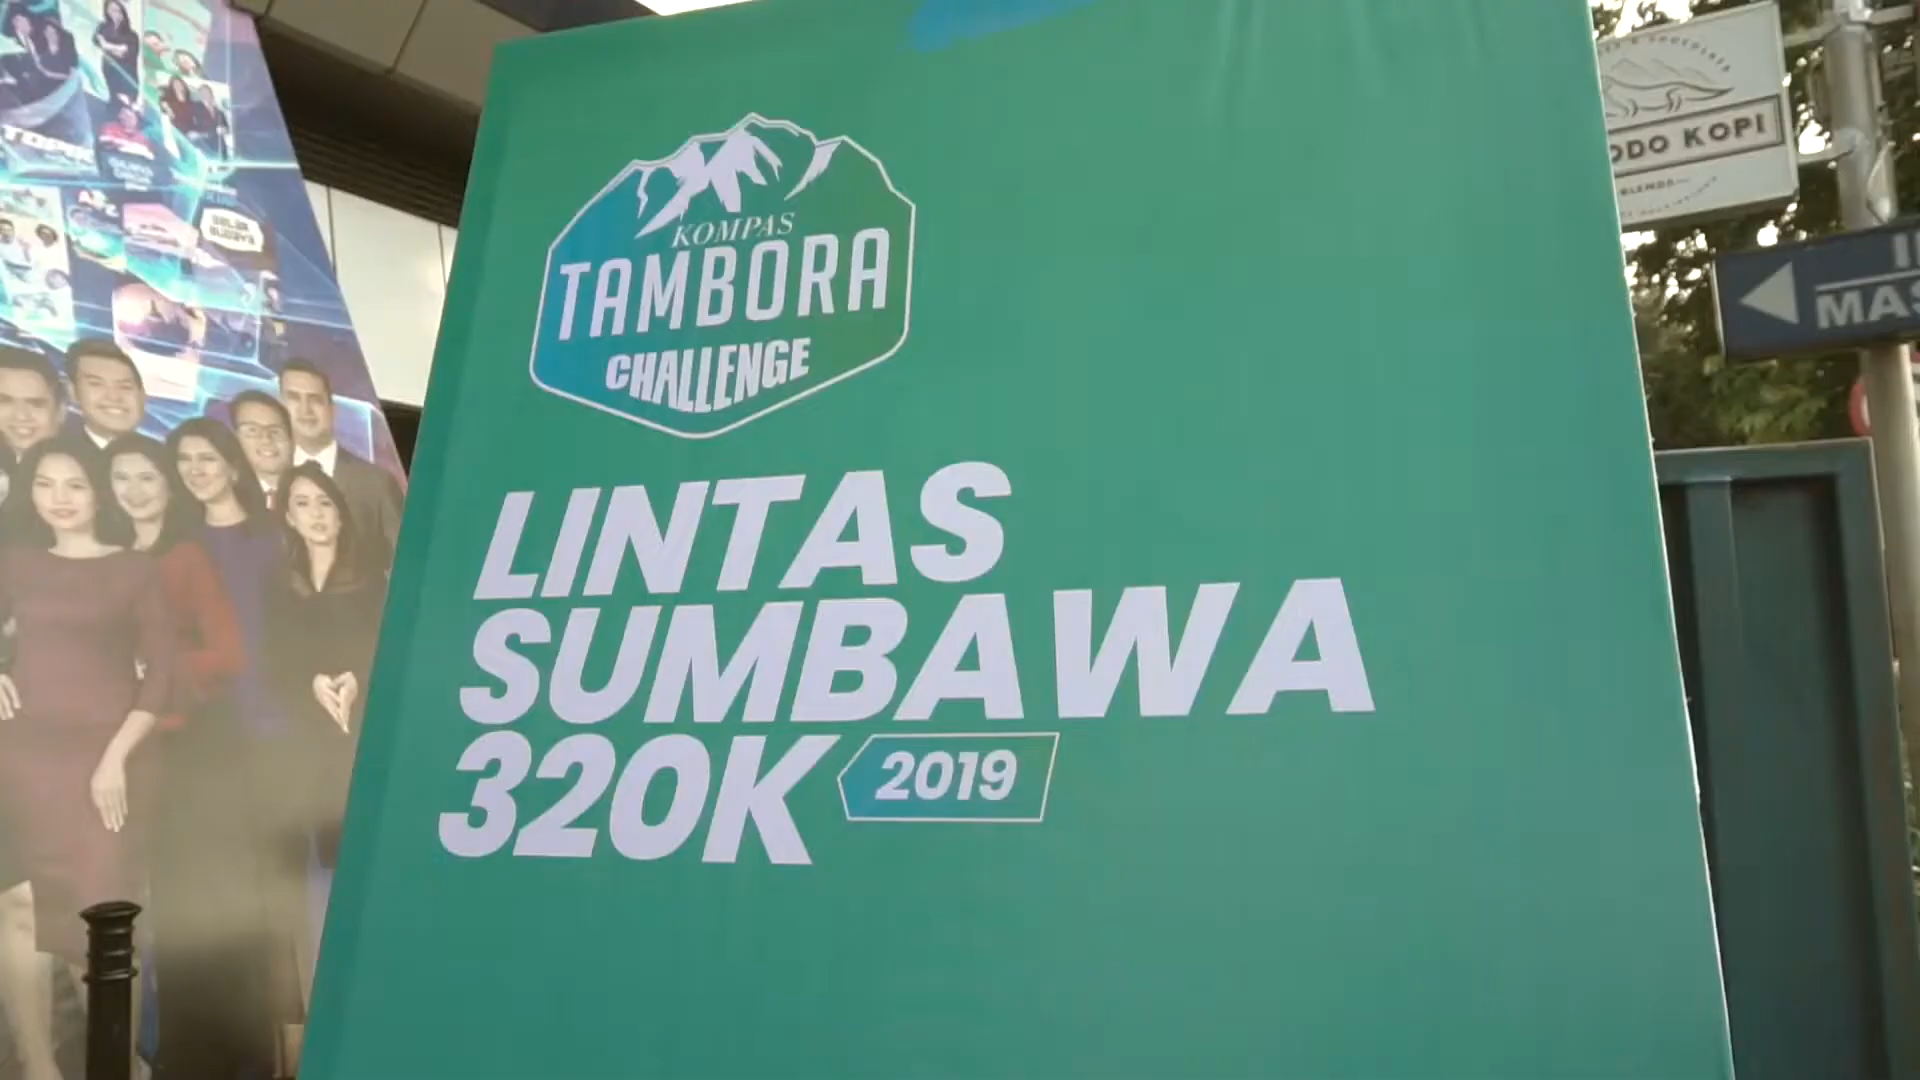 KOMPAS
TAMBORA
CHALLENGE
LINTAS
SUMBAWA
320K
2019
KOPI